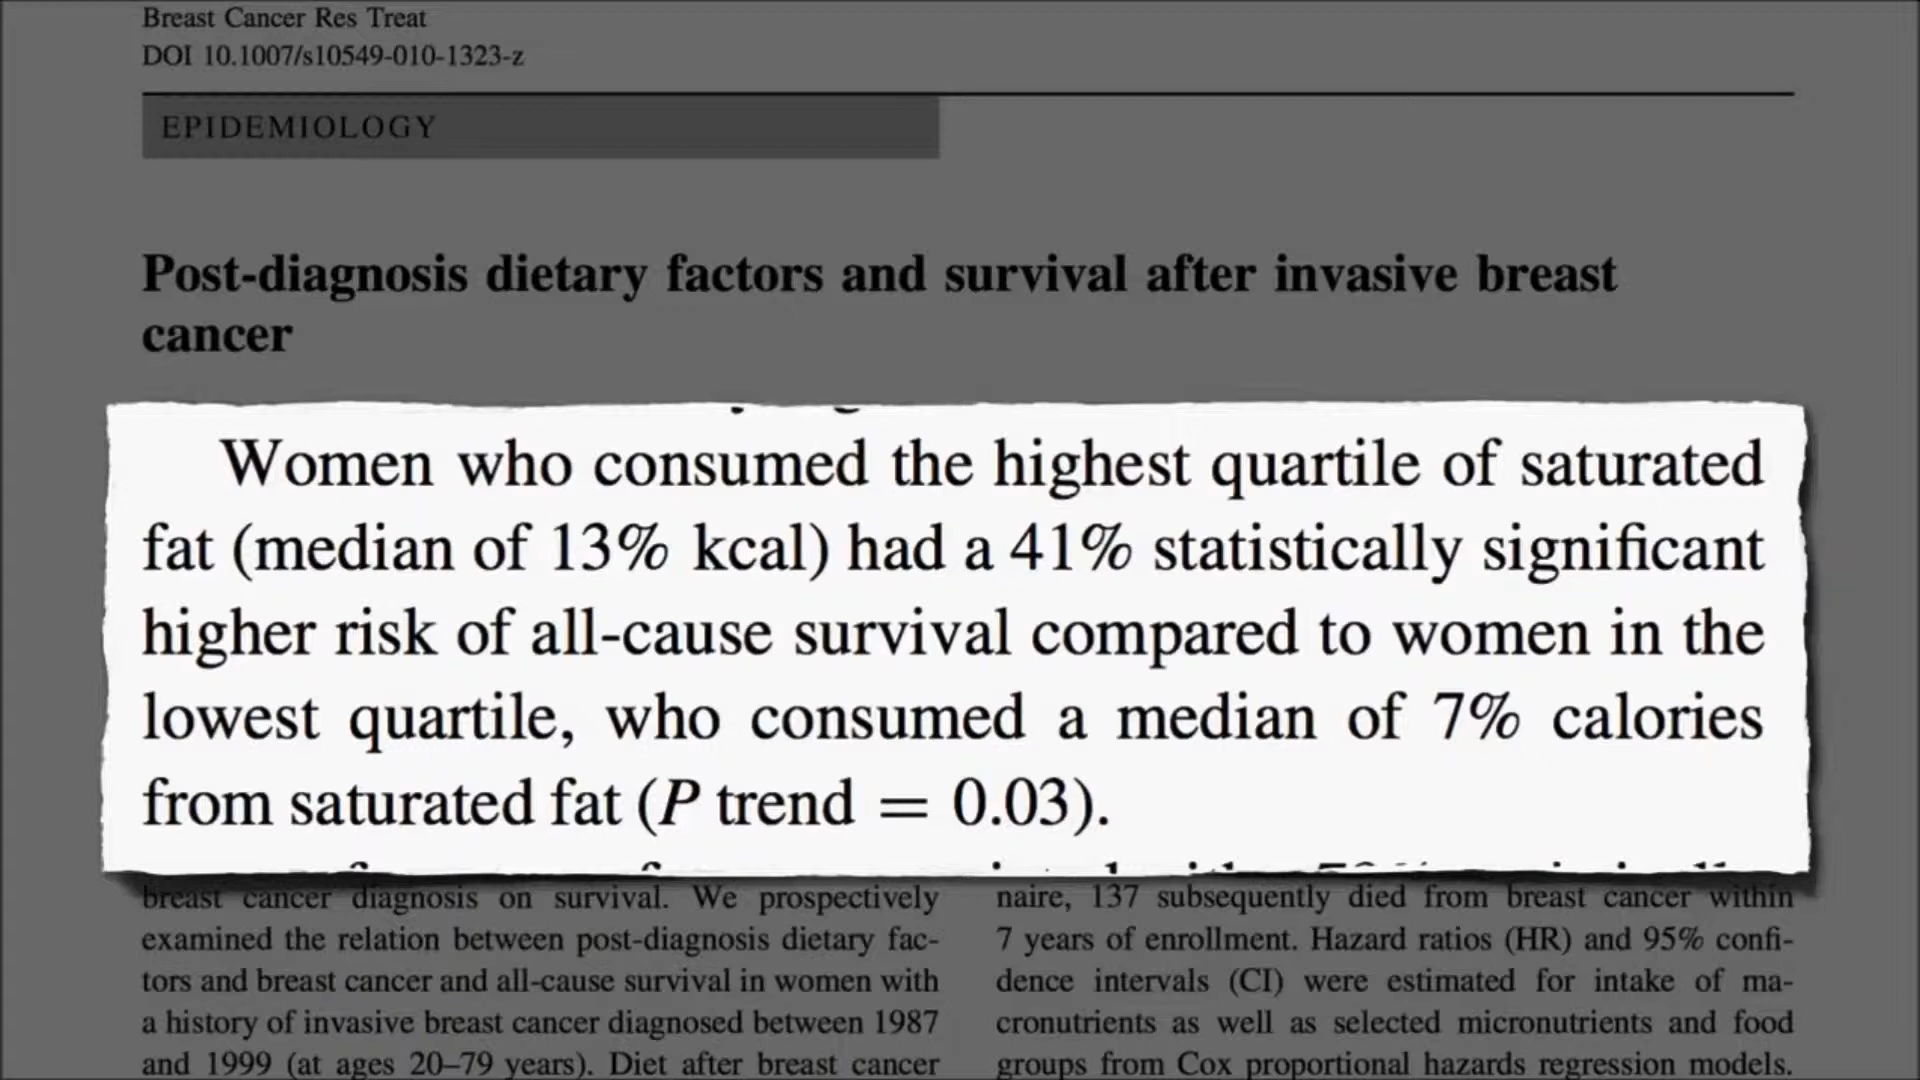 Breast Cancer Res Treat
DOI 10.1007/s10549-010-1323-z
EPIDEMIOLOGY
Post-diagnosis dietary factors and survival after invasive breast
cancer
Women who consumed the highest quartile of saturated
fat (median of 13% kcal) had a 41% statistically significant
higher risk of all-cause survival compared to women in the
lowest quartile, who consumed a median of 7% calories
from saturated fat (P trend = 0.03).
breast cancer diagnosis on survival. We prospectively
examined the relation between post-diagnosis dietary fac-
tors and breast cancer and all-cause survival in women with
a history of invasive breast cancer diagnosed between 1987
and 1999 (at ages 20–79 years). Diet after breast cancer
naire, 137 subsequently died from breast cancer within
7 years of enrollment. Hazard ratios (HR) and 95% confi-
dence intervals (CI) were estimated for intake of ma-
cronutrients as well as selected micronutrients and food
groups from Cox proportional hazards regression models.